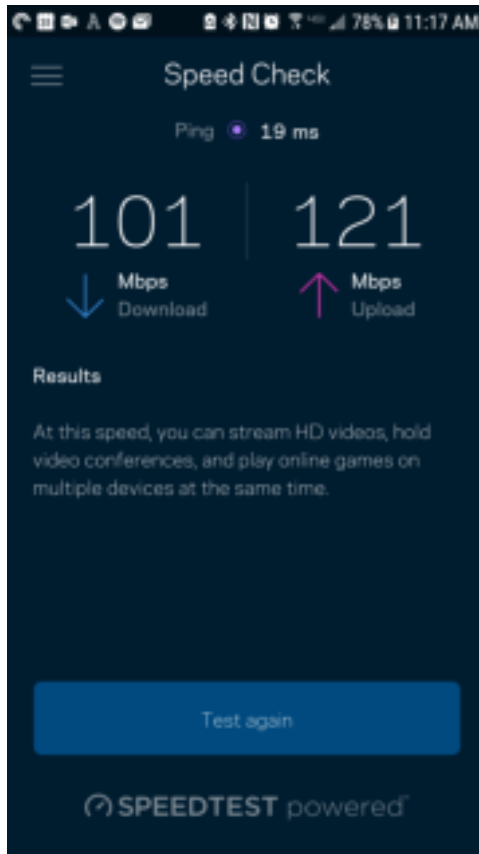 78% 11:17 AM
Speed Check
Ping 19 ms
101 121
Mbps Mbps
Download Upload
Results
At this speed, you can stream HD videos, hold
video conferences, and play online games on
multiple devices at the same time.
Test again
SPEEDTEST powered™